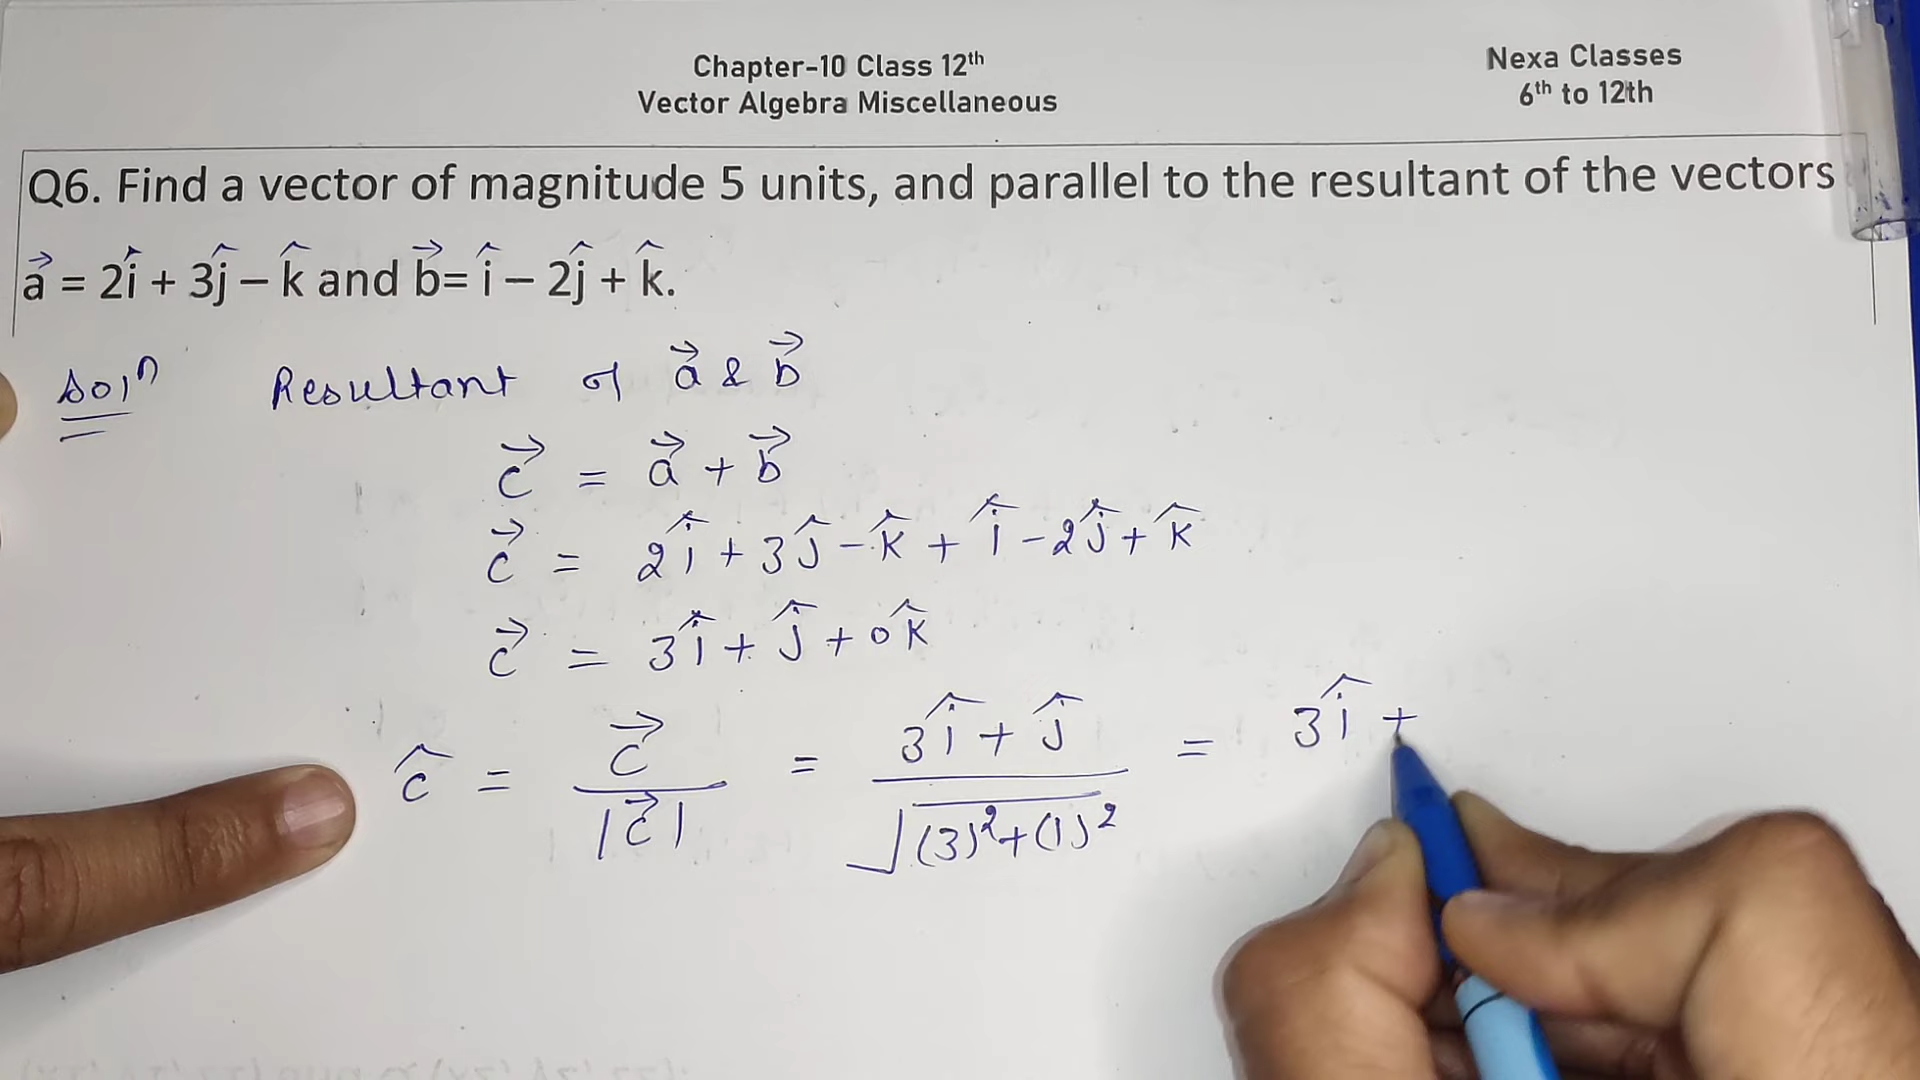 Chapter-10 Class 12th
Vector Algebra Miscellaneous
Nexa Classes
6th to 12th
Q6. Find a vector of magnitude 5 units, and parallel to the resultant of the vectors
a⃗ = 2î + 3ĵ – k̂ and b⃗= î – 2ĵ + k̂.
Solⁿ Resultant of a⃗ & b⃗
c⃗ = a⃗ + b⃗
c⃗ = 2î + 3ĵ - k̂ + î - 2ĵ + k̂
c⃗ = 3î + ĵ + 0k̂
ĉ = c⃗ / |c⃗| = 3î + ĵ / √(3)² + (1)² = 3î +